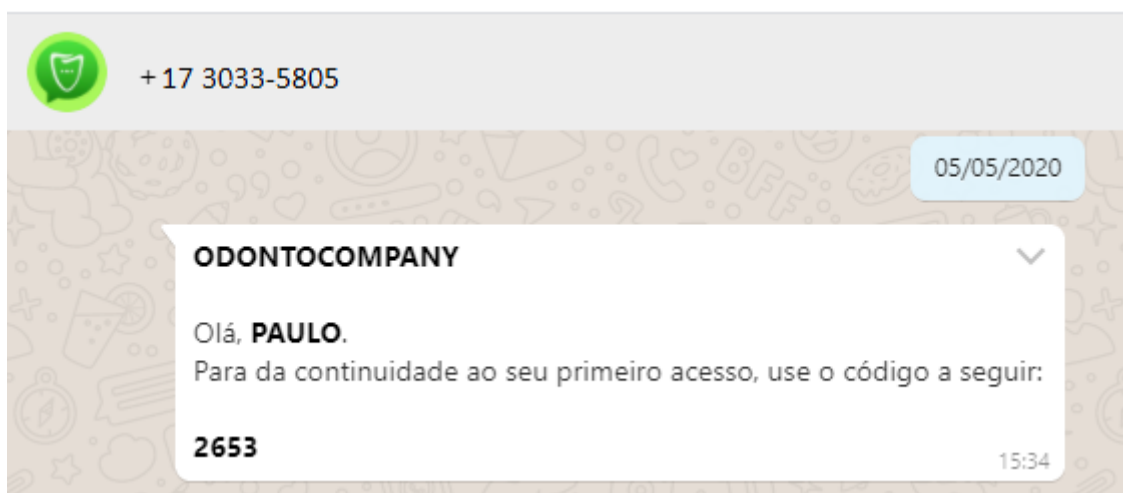 +17 3033-5805
05/05/2020
ODONTOCOMPANY
Olá, PAULO.
Para da continuidade ao seu primeiro acesso, use o código a seguir:
2653
15:34